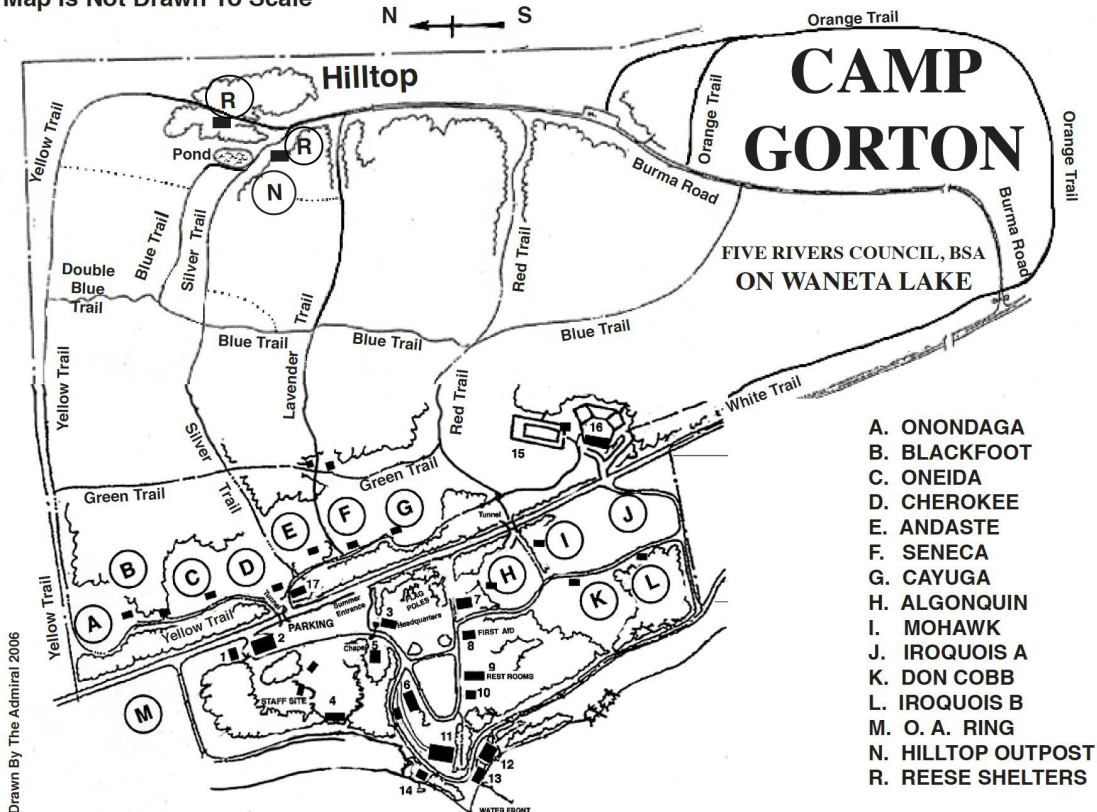 Map Is Not Drawn To Scale
N
S
Orange Trail
CAMP
GORTON
Hilltop
R
R
Pond
N
Yellow Trail
Orange Trail
Orange Trail
Burma Road
Burma Road
FIVE RIVERS COUNCIL, BSA
ON WANETA LAKE
Blue Trail
Silver Trail
Red Trail
Double
Blue
Trail
Trail
Lavender
Blue Trail
Blue Trail
Blue Trail
Yellow Trail
Red Trail
White Trail
Silver
Trail
Green Trail
Green Trail
15
16
Tunnel
A
B
C
D
E
F
G
H
I
J
K
L
M
17
Tunnel
Summer
Entrance
PARKING
FLAG
POLES
3
Headquarters
Yellow Trail
Yellow Trail
1
2
Chapel
5
8
FIRST AID
9
REST ROOMS
10
STAFF SITE
4
6
11
12
13
14
WATER FRONT
A. ONONDAGA
B. BLACKFOOT
C. ONEIDA
D. CHEROKEE
E. ANDASTE
F. SENECA
G. CAYUGA
H. ALGONQUIN
I. MOHAWK
J. IROQUOIS A
K. DON COBB
L. IROQUOIS B
M. O. A. RING
N. HILLTOP OUTPOST
R. REESE SHELTERS
Drawn By The Admiral 2006